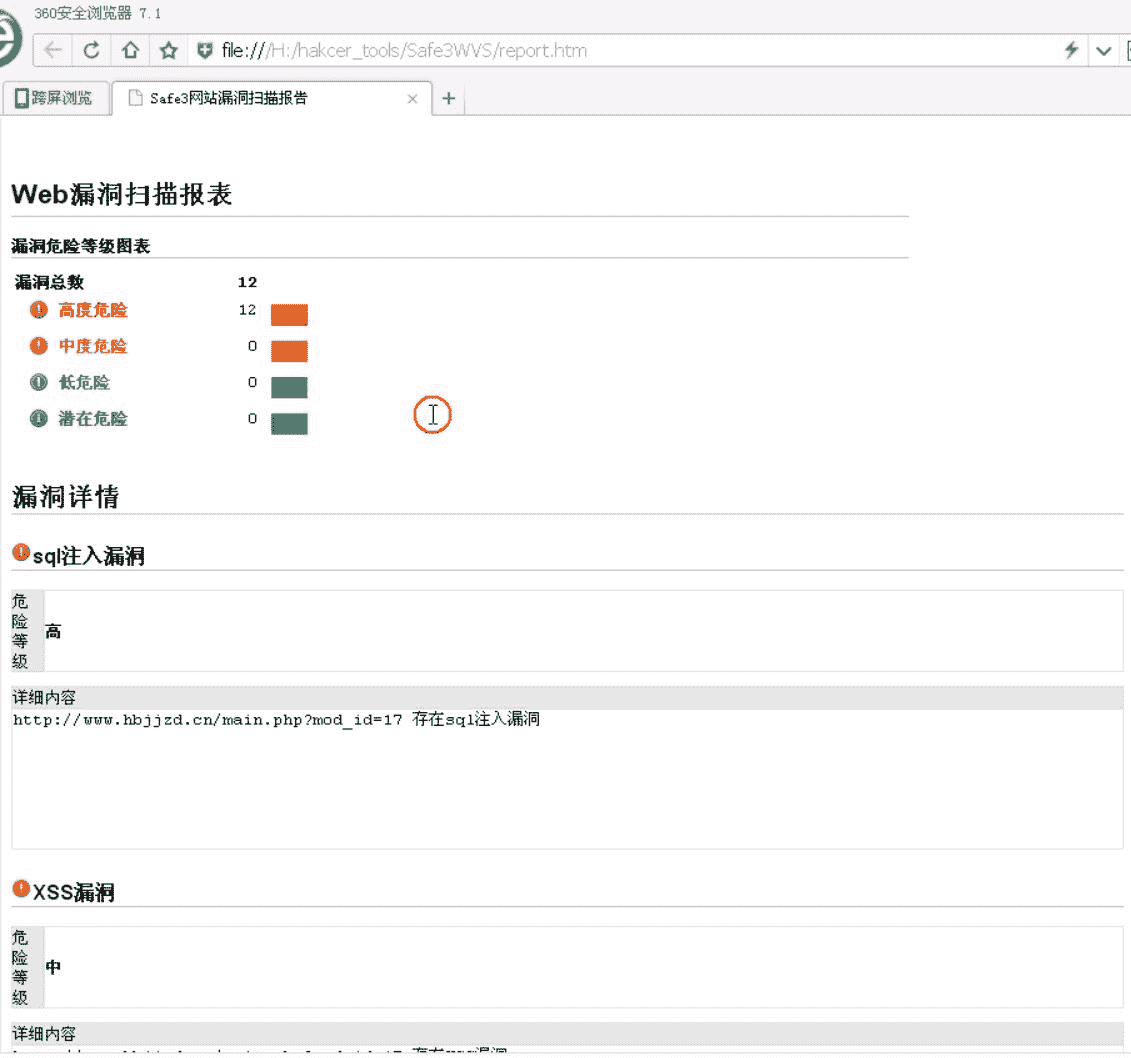 360安全浏览器 7.1
file:///H:/hakcer_tools/Safe3WVS/report.htm
跨屏浏览
Safe3网站漏洞扫描报告
Web漏洞扫描报表
漏洞危险等级图表
漏洞总数 12
高度危险 12
中度危险 0
低危险 0
潜在危险 0
漏洞详情
sql注入漏洞
危险等级 高
详细内容
http://www.hbjjzd.cn/main.php?mod_id=17 存在sql注入漏洞
XSS漏洞
危险等级 中
详细内容